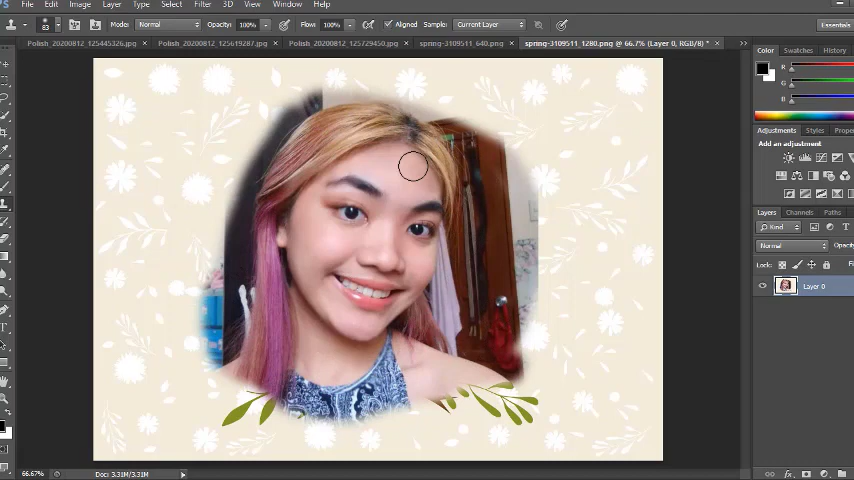 File Edit Image Layer Type Select Filter 3D View Window Help
83 Mode: Normal Opacity: 100% Flow: 100% Aligned Sample: Current Layer Essentials
Polish_20200812_125445326.jpg × Polish_20200812_125619287.jpg × Polish_20200812_125729450.jpg × spring-3109511_640.png × spring-3109511_1280.png @ 66.7% (Layer 0, RGB/8) * ×
Color Swatches History
R
G
B
Adjustments Styles
Add an adjustment
Layers Channels Paths
Kind
Normal Opacity:
Lock:
Layer 0
66.67% Doc: 3.31M/3.31M
fx